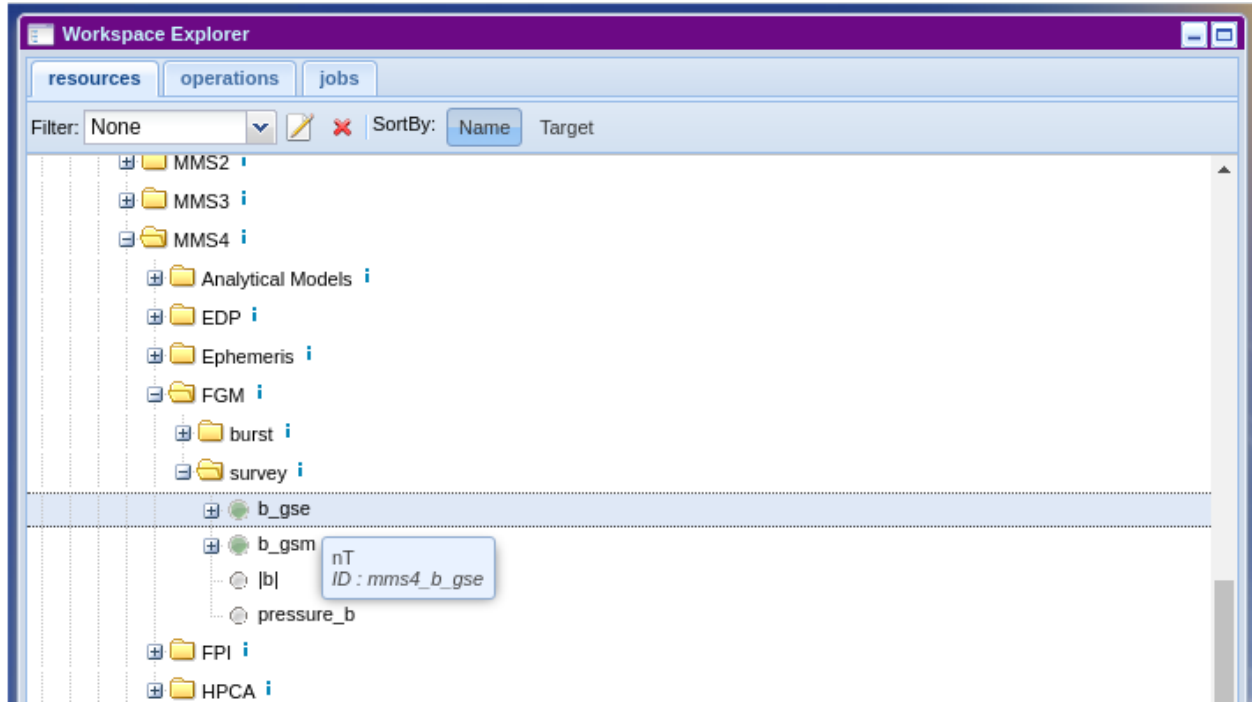 Workspace Explorer
resources operations jobs
Filter: None SortBy: Name Target
MMS2 i
MMS3 i
MMS4 i
Analytical Models i
EDP i
Ephemeris i
FGM i
burst i
survey i
b_gse
b_gsm
nT
ID : mms4_b_gse
|b|
pressure_b
FPI i
HPCA i